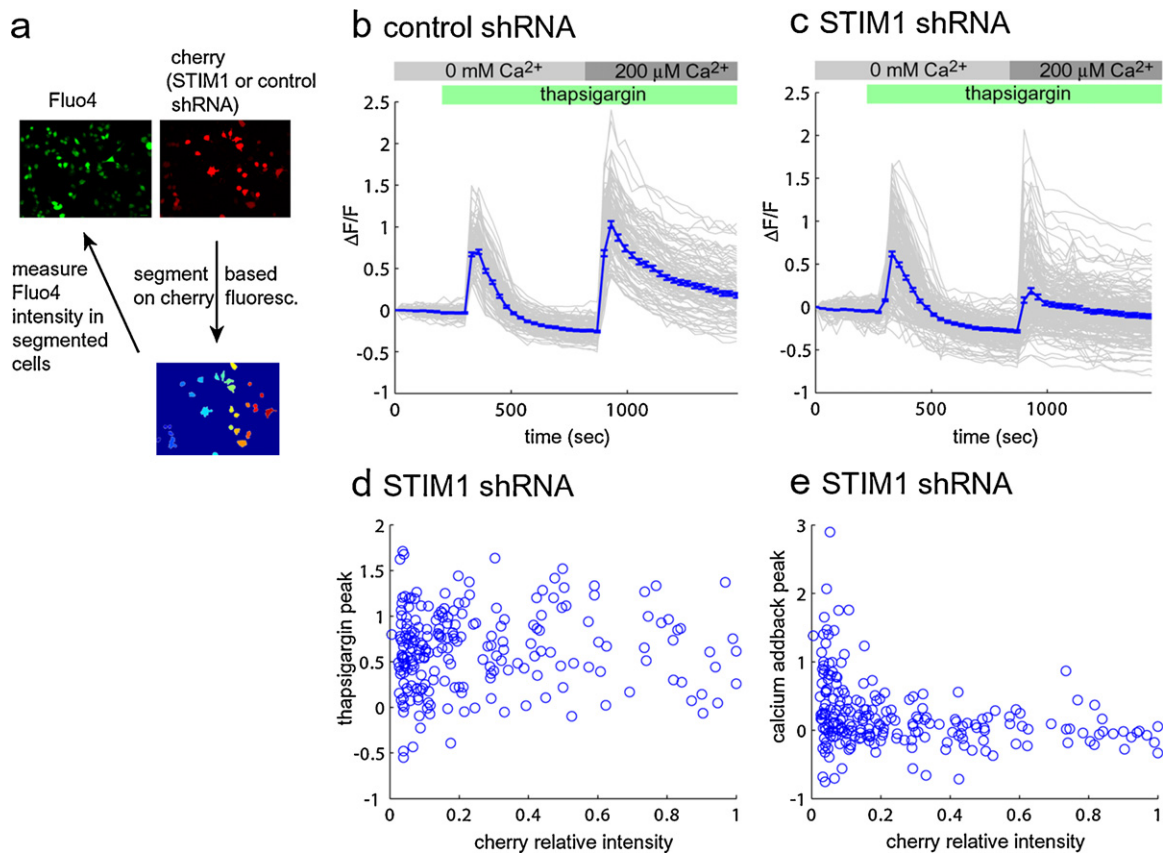 a
Fluo4
cherry
(STIM1 or control
shRNA)
measure
Fluo4
intensity in
segmented
cells
segment based
on cherry fluoresc.
b control shRNA
0 mM Ca²⁺ 200 μM Ca²⁺
thapsigargin
2.5
2
1.5
1
0.5
0
-0.5
-1
ΔF/F
0 500 1000
time (sec)
c STIM1 shRNA
0 mM Ca²⁺ 200 μM Ca²⁺
thapsigargin
2.5
2
1.5
1
0.5
0
-0.5
-1
ΔF/F
0 500 1000
time (sec)
d STIM1 shRNA
2
1.5
1
0.5
0
-0.5
-1
thapsigargin peak
0 0.2 0.4 0.6 0.8 1
cherry relative intensity
e STIM1 shRNA
3
2
1
0
-1
calcium addback peak
0 0.2 0.4 0.6 0.8 1
cherry relative intensity